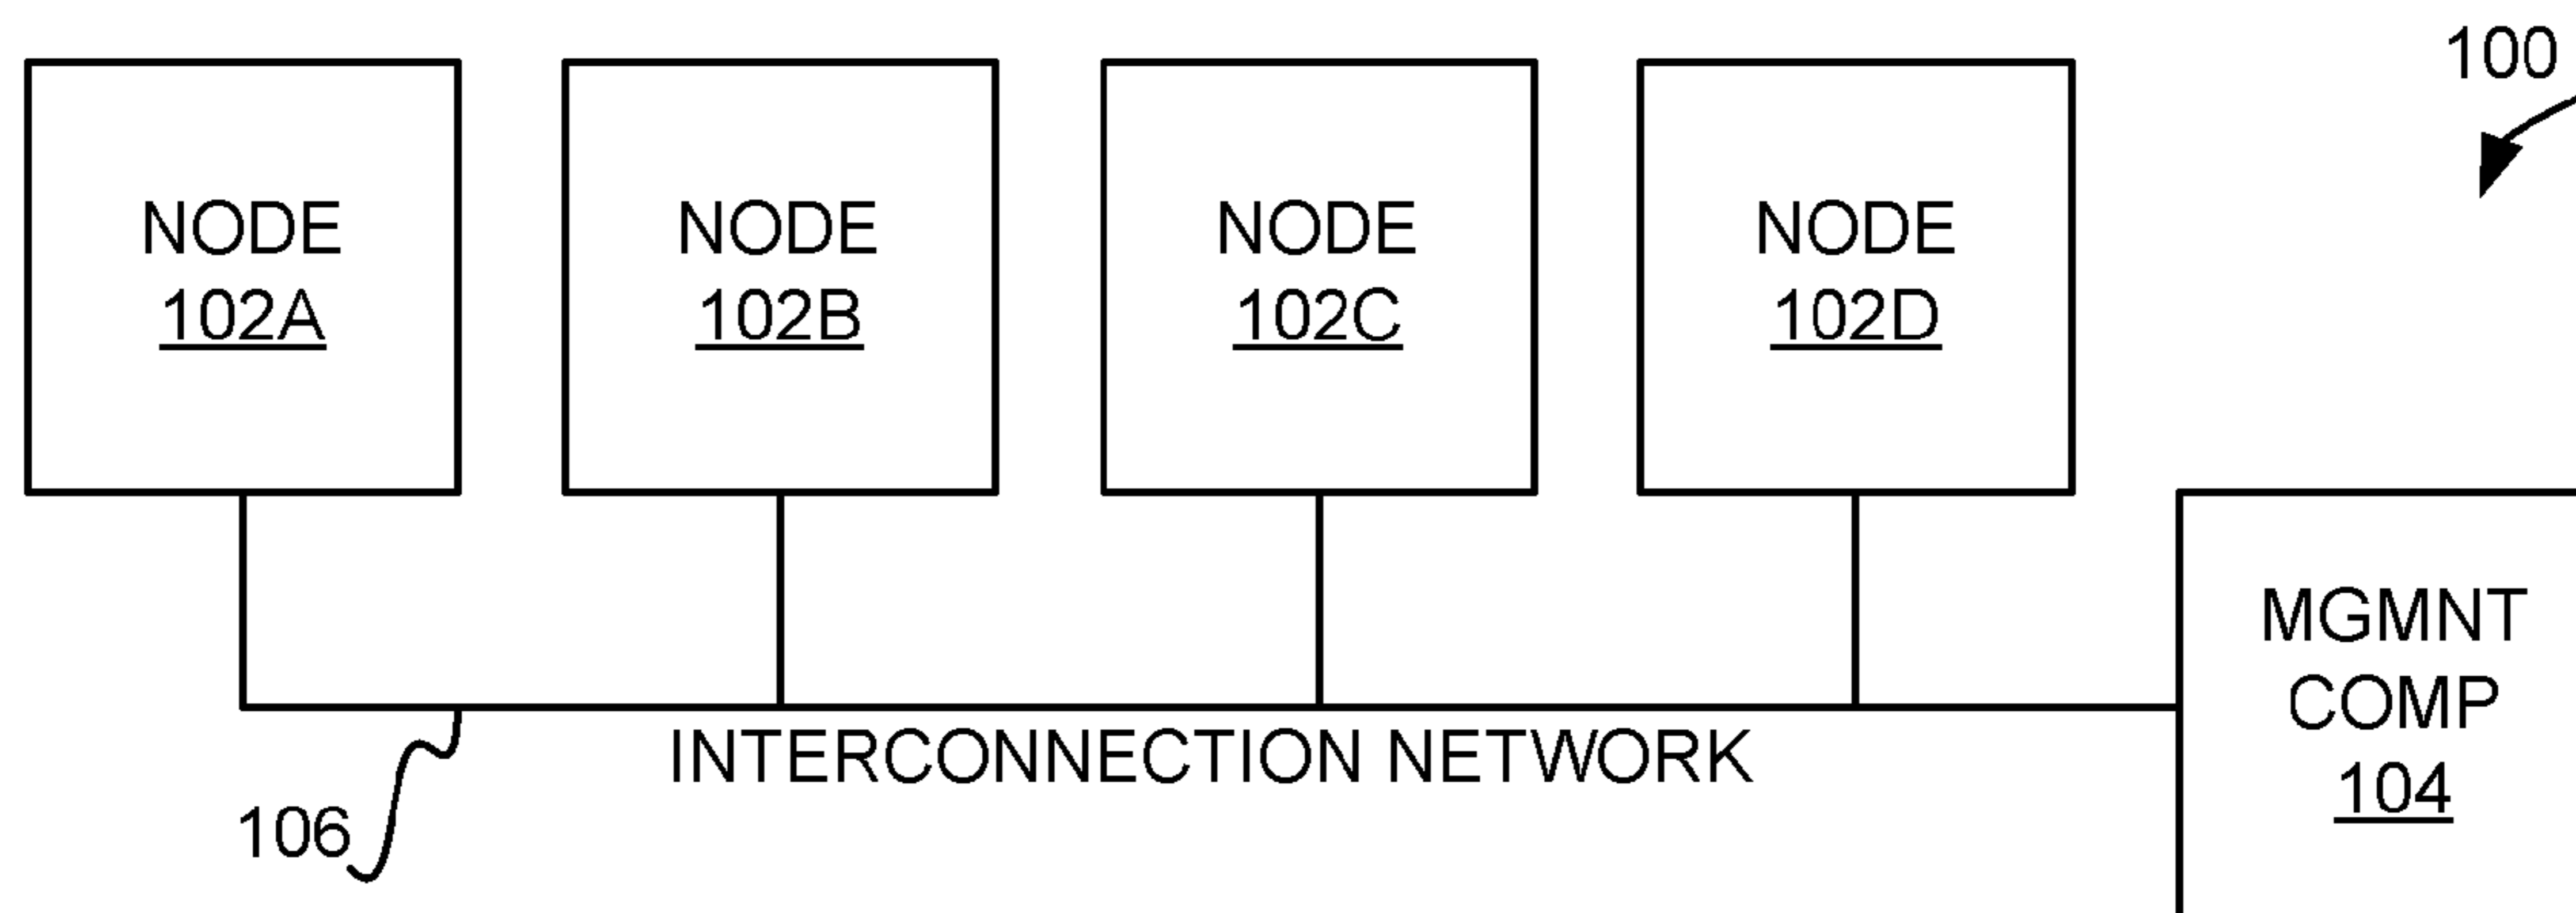 100
NODE
102A
NODE
102B
NODE
102C
NODE
102D
MGMNT
COMP
104
INTERCONNECTION NETWORK
106